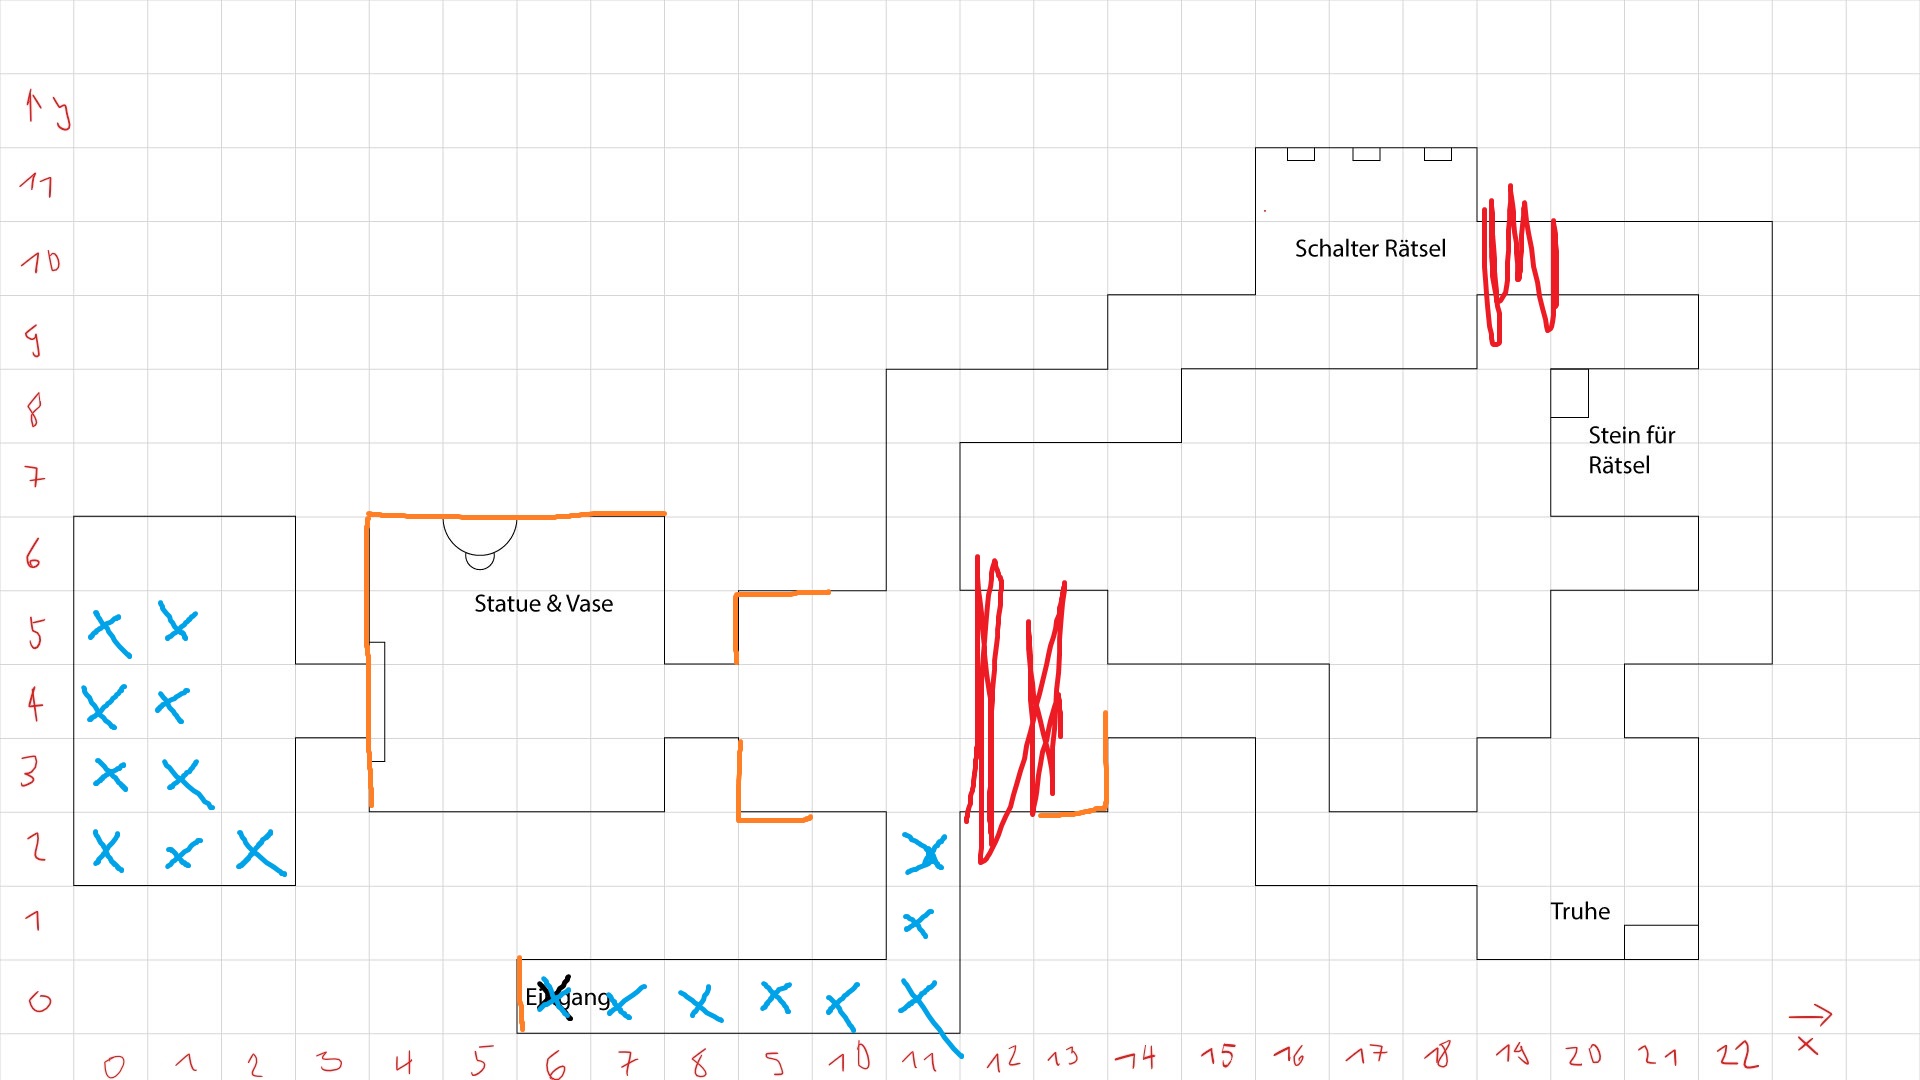 ↑ y
11
10
Schalter Rätsel
9
8
Stein für
Rätsel
7
6
Statue & Vase
5
4
3
2
1
Truhe
0
Eingang
→
x
0 1 2 3 4 5 6 7 8 9 10 11 12 13 14 15 16 17 18 19 20 21 22